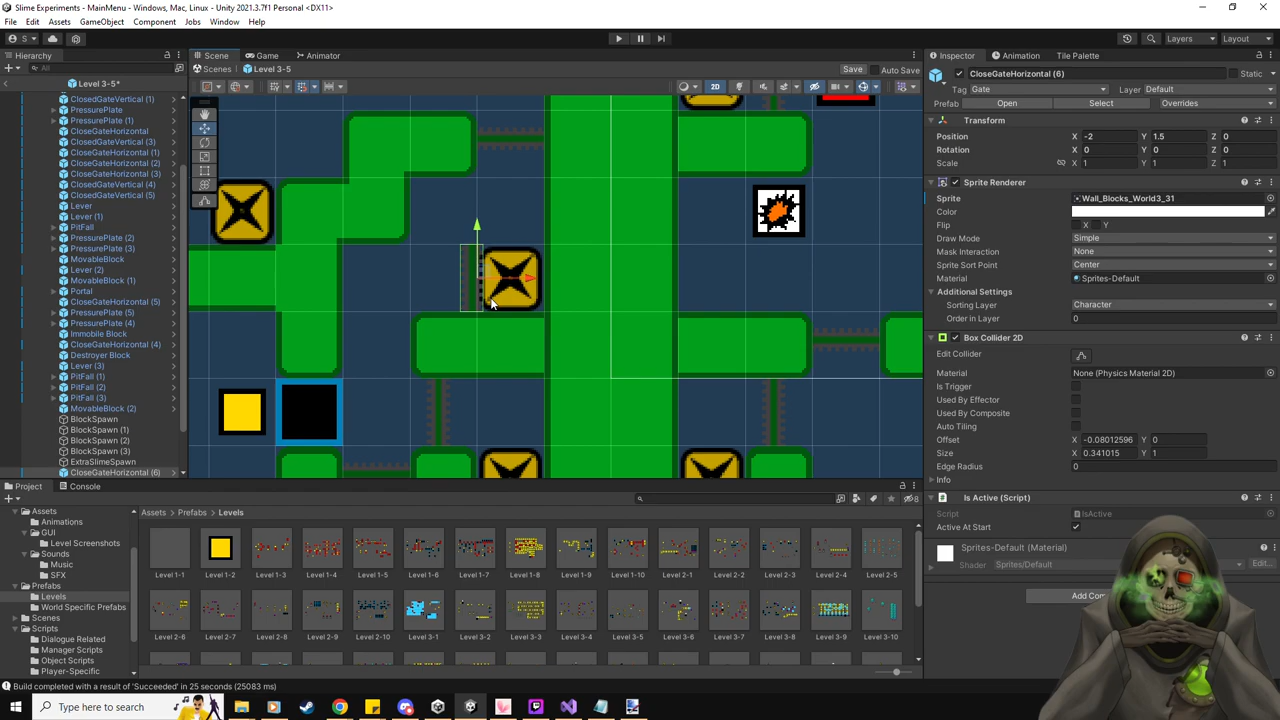 Slime Experiments - MainMenu - Windows, Mac, Linux - Unity 2021.3.7f1 Personal <DX11>
File Edit Assets GameObject Component Jobs Window Help
S Layers Layout
Hierarchy
All
Level 3-5*
ClosedGateVertical (1)
PressurePlate
PressurePlate (1)
CloseGateHorizontal
ClosedGateVertical (3)
CloseGateHorizontal (1)
CloseGateHorizontal (2)
CloseGateHorizontal (3)
ClosedGateVertical (4)
ClosedGateVertical (5)
Lever
Lever (1)
PitFall
PressurePlate (2)
PressurePlate (3)
MovableBlock
Lever (2)
MovableBlock (1)
Portal
CloseGateHorizontal (5)
PressurePlate (5)
PressurePlate (4)
Immobile Block
CloseGateHorizontal (4)
Destroyer Block
Lever (3)
PitFall (1)
PitFall (2)
PitFall (3)
MovableBlock (2)
BlockSpawn
BlockSpawn (1)
BlockSpawn (2)
BlockSpawn (3)
ExtraSlimeSpawn
CloseGateHorizontal (6)
Scene Game Animator
Scenes Level 3-5 Save Auto Save
2D
Inspector Animation Tile Palette
CloseGateHorizontal (6) Static
Tag Gate Layer Default
Prefab Open Select Overrides
Transform
Position X -2 Y 1.5 Z 0
Rotation X 0 Y 0 Z 0
Scale X 1 Y 1 Z 1
Sprite Renderer
Sprite Wall_Blocks_World3_31
Color
Flip X Y
Draw Mode Simple
Mask Interaction None
Sprite Sort Point Center
Material Sprites-Default
Additional Settings
Sorting Layer Character
Order in Layer 0
Box Collider 2D
Edit Collider
Material None (Physics Material 2D)
Is Trigger
Used By Effector
Used By Composite
Auto Tiling
Offset X -0.08012596 Y 0
Size X 0.341015 Y 1
Edge Radius 0
Info
Is Active (Script)
Script IsActive
Active At Start
Sprites-Default (Material)
Shader Sprites/Default Edit...
Add Com
Project Console
8
Assets
Animations
GUI
Level Screenshots
Sounds
Music
SFX
Prefabs
Levels
World Specific Prefabs
Scenes
Scripts
Dialogue Related
Manager Scripts
Object Scripts
Player-Specific
Assets > Prefabs > Levels
Level 1-1 Level 1-2 Level 1-3 Level 1-4 Level 1-5 Level 1-6 Level 1-7 Level 1-8 Level 1-9 Level 1-10 Level 2-1 Level 2-2 Level 2-3 Level 2-4 Level 2-5
Level 2-6 Level 2-7 Level 2-8 Level 2-9 Level 2-10 Level 3-1 Level 3-2 Level 3-3 Level 3-4 Level 3-5 Level 3-6 Level 3-7 Level 3-8 Level 3-9 Level 3-10
Build completed with a result of 'Succeeded' in 25 seconds (25083 ms)
Type here to search